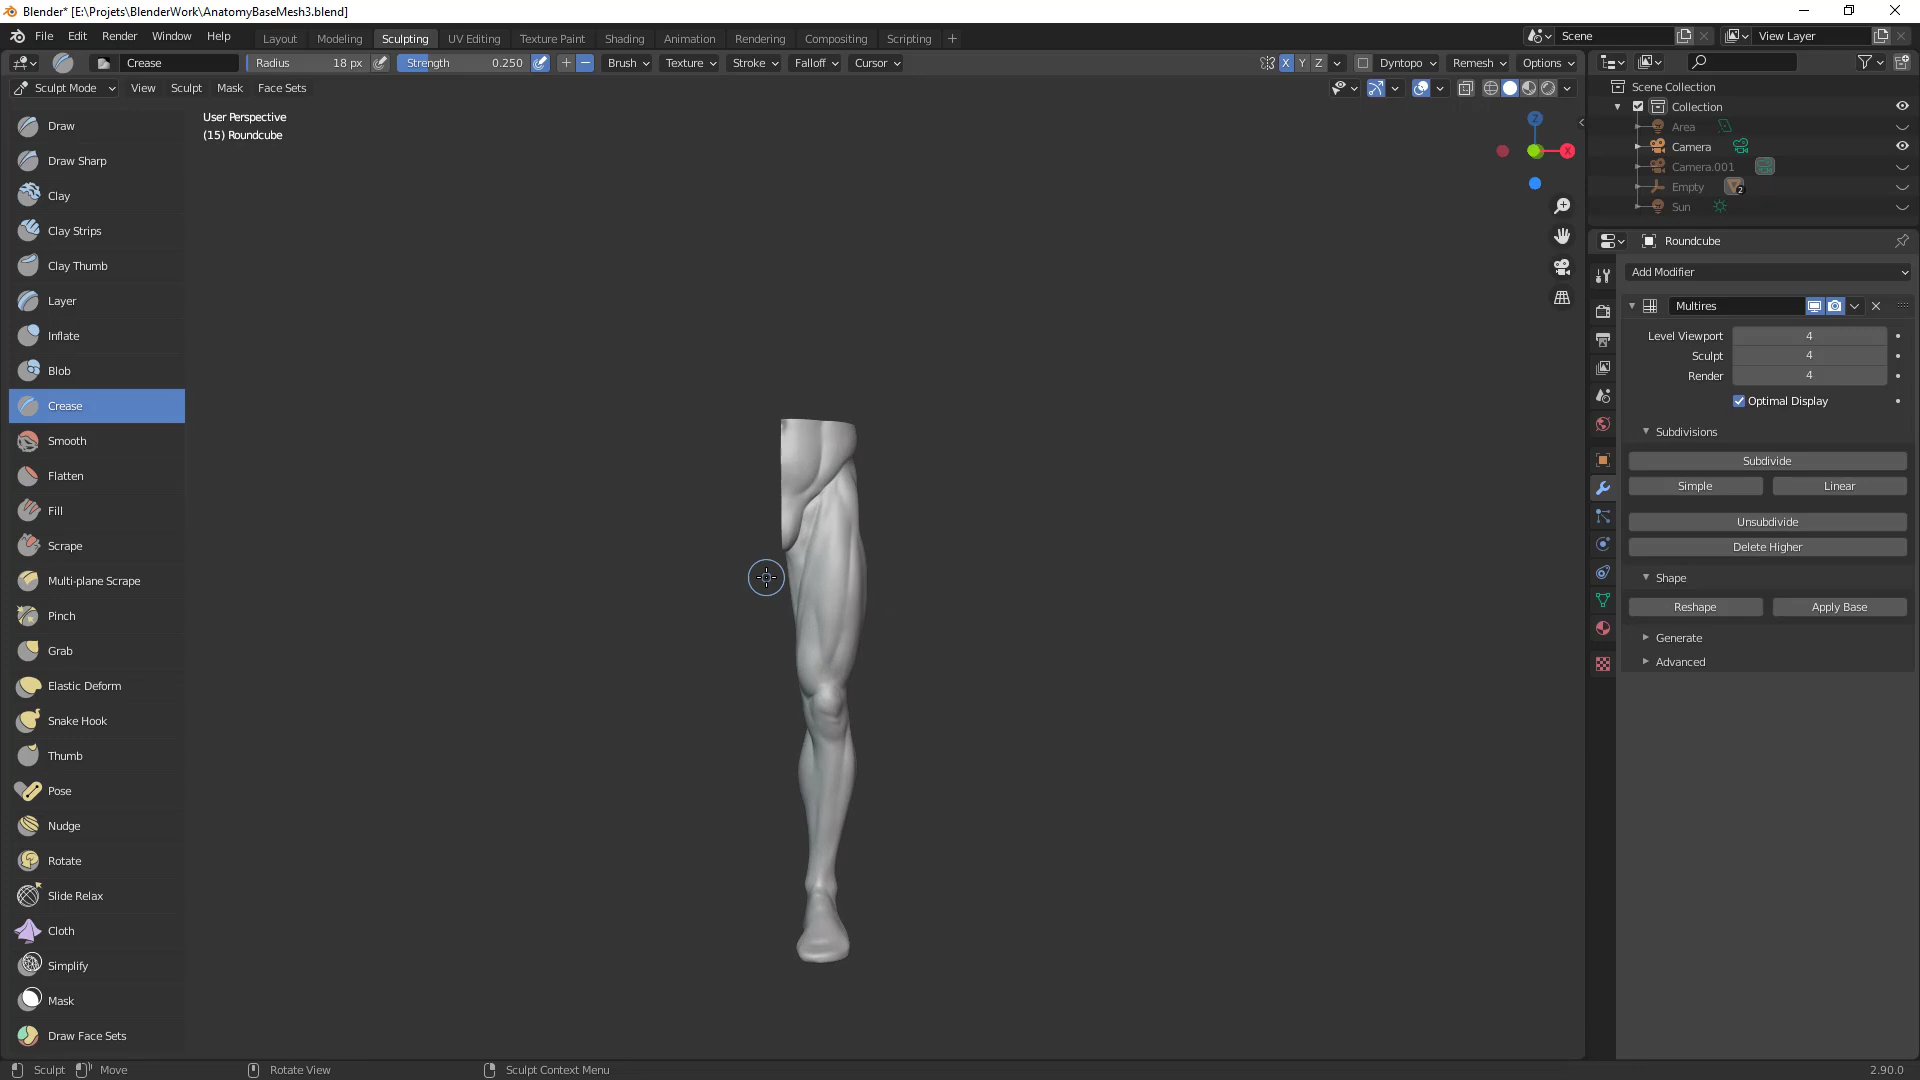 Blender* [E:\Projets\BlenderWork\AnatomyBaseMesh3.blend]
File Edit Render Window Help Layout Modeling Sculpting UV Editing Texture Paint Shading Animation Rendering Compositing Scripting + Scene View Layer
Crease Radius 18 px Strength 0.250 + − Brush Texture Stroke Falloff Cursor X Y Z Dyntopo Remesh Options
Sculpt Mode View Sculpt Mask Face Sets
User Perspective
(15) Roundcube
Z
X
Draw
Draw Sharp
Clay
Clay Strips
Clay Thumb
Layer
Inflate
Blob
Crease
Smooth
Flatten
Fill
Scrape
Multi-plane Scrape
Pinch
Grab
Elastic Deform
Snake Hook
Thumb
Pose
Nudge
Rotate
Slide Relax
Cloth
Simplify
Mask
Draw Face Sets
Scene Collection
Collection
Area
Camera
Camera.001
Empty 2
Sun
Roundcube
Add Modifier
Multires
Level Viewport 4
Sculpt 4
Render 4
Optimal Display
Subdivisions
Subdivide
Simple Linear
Unsubdivide
Delete Higher
Shape
Reshape Apply Base
Generate
Advanced
Sculpt Move Rotate View Sculpt Context Menu 2.90.0